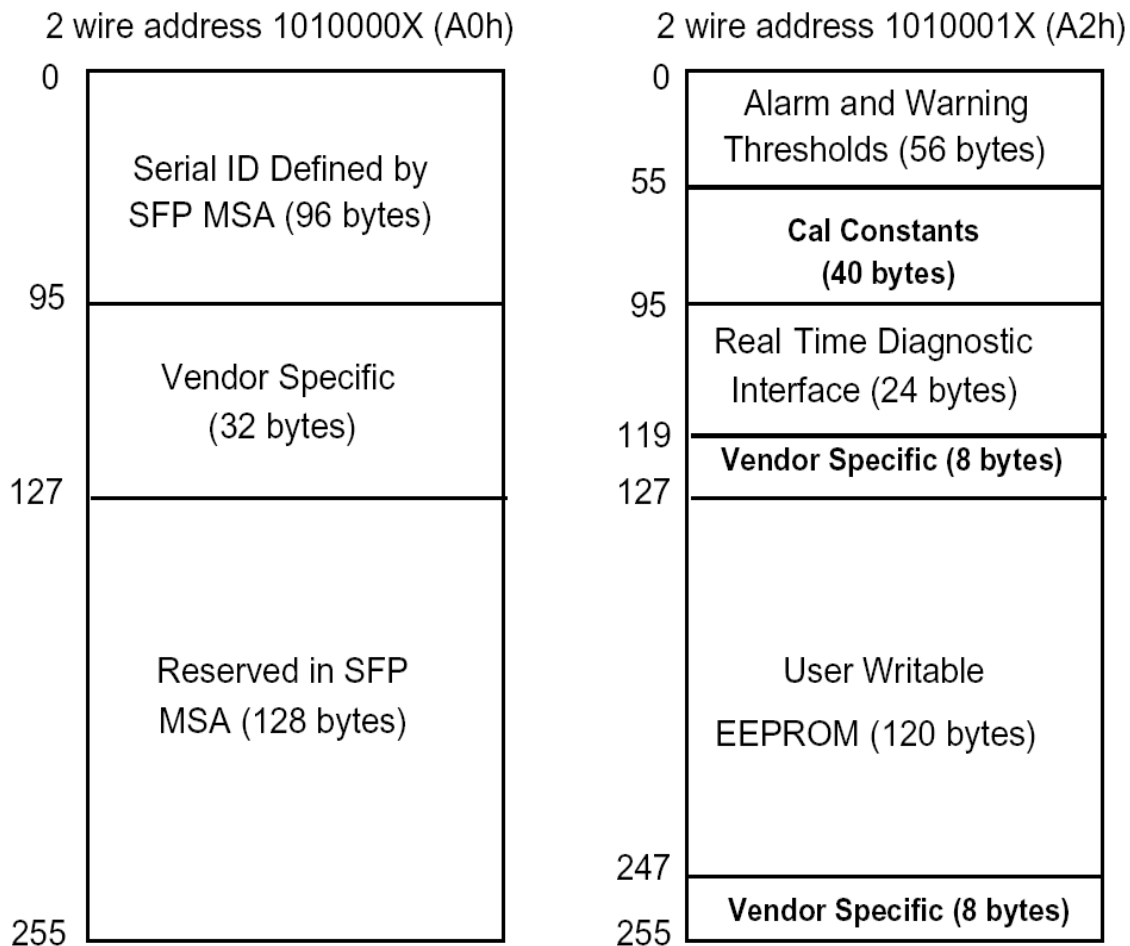 2 wire address 1010000X (A0h)
0
Serial ID Defined by
SFP MSA (96 bytes)
95
Vendor Specific
(32 bytes)
127
Reserved in SFP
MSA (128 bytes)
255
2 wire address 1010001X (A2h)
0
Alarm and Warning
Thresholds (56 bytes)
55
Cal Constants
(40 bytes)
95
Real Time Diagnostic
Interface (24 bytes)
119
Vendor Specific (8 bytes)
127
User Writable
EEPROM (120 bytes)
247
Vendor Specific (8 bytes)
255